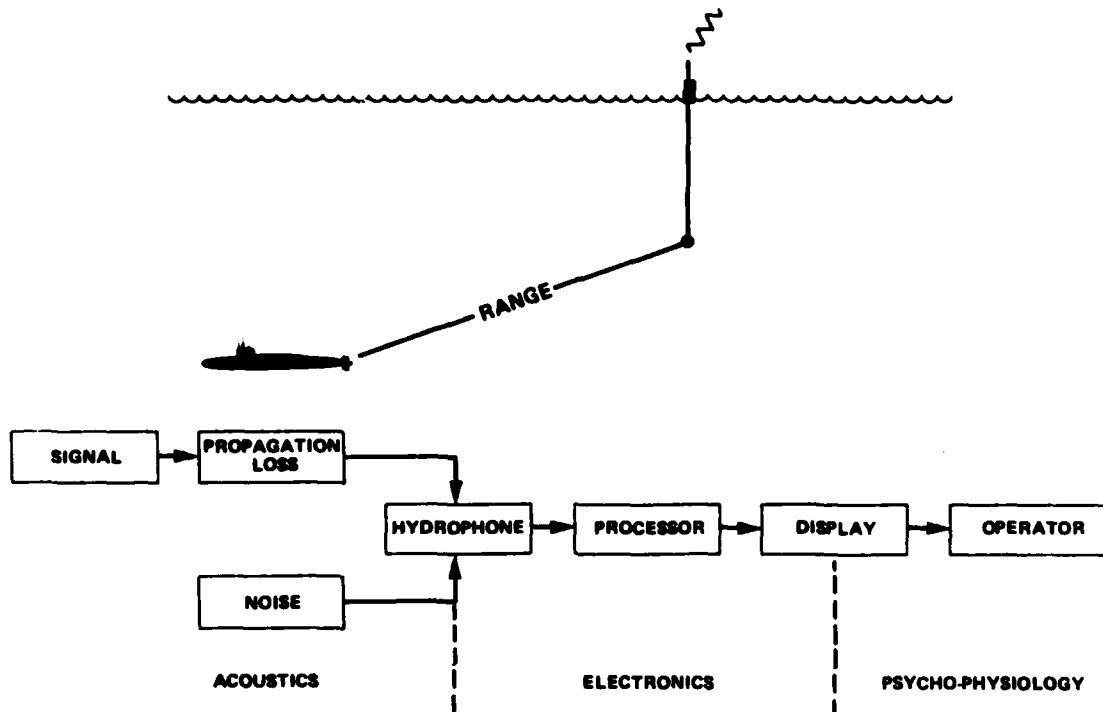 RANGE
SIGNAL
PROPAGATION
LOSS
HYDROPHONE
PROCESSOR
DISPLAY
OPERATOR
NOISE
ACOUSTICS
ELECTRONICS
PSYCHO-PHYSIOLOGY